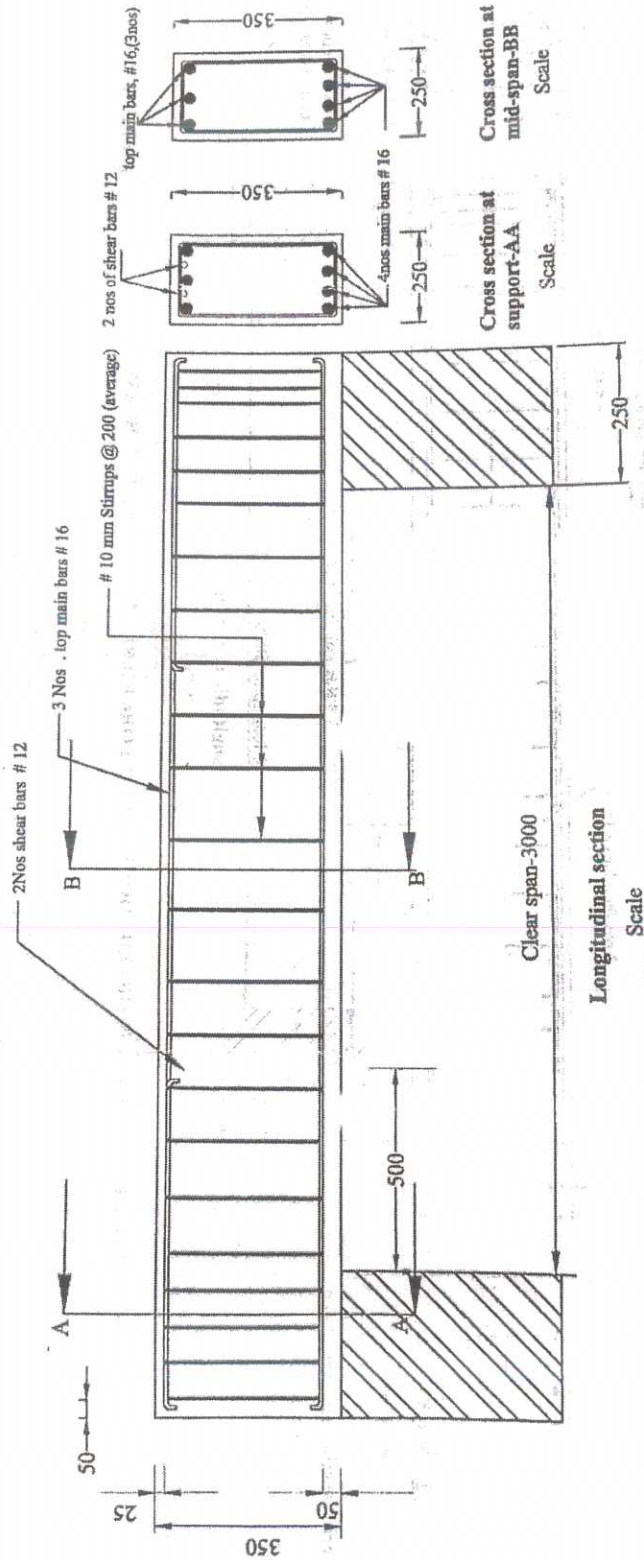 2Nos shear bars # 12
3 Nos . top main bars # 16
# 10 mm Stirrups @ 200 (average)
50
A
B
25
350
50
A
B
500
Clear span-3000
250
Longitudinal section
Scale
2 nos of shear bars # 12
350
4nos main bars # 16
250
Cross section at
support-AA
Scale
top main bars, #16,(3nos)
350
250
Cross section at
mid-span-BB
Scale